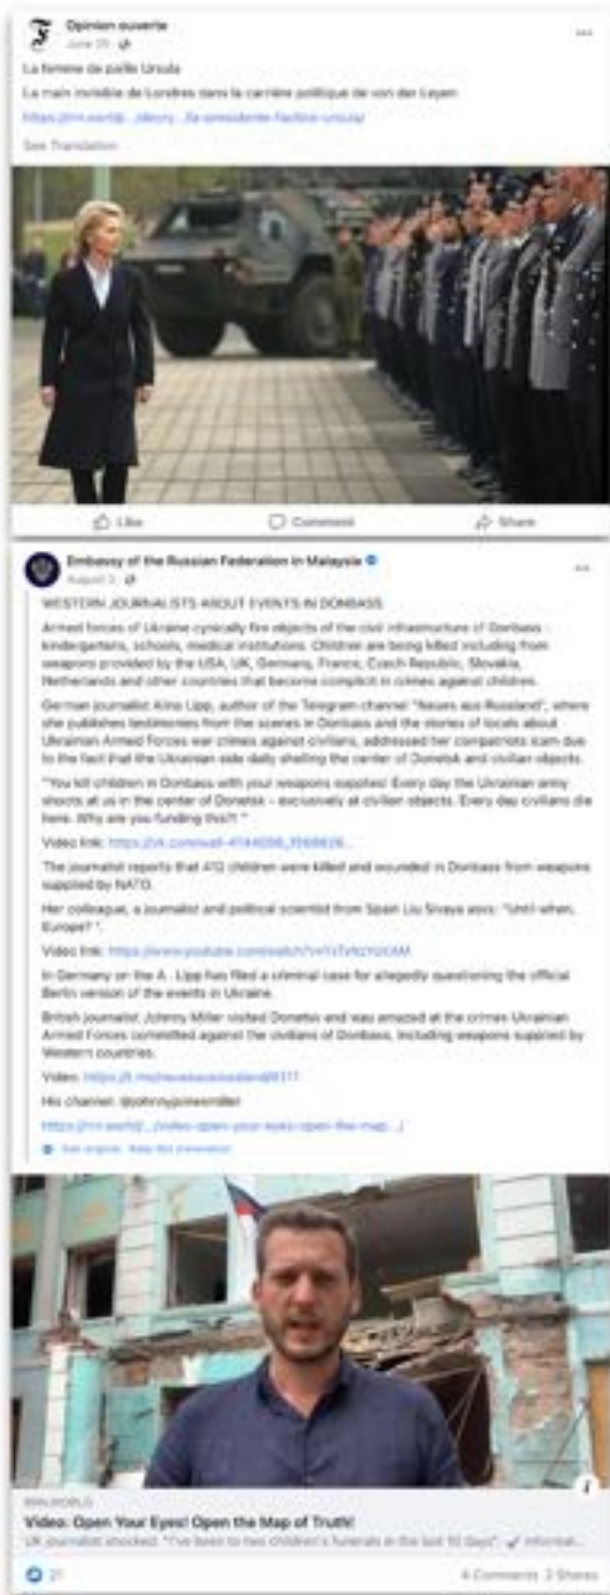 Opinion ouverte
June
La femme de paille Ursula
La main invisible de Londres dans la carrière politique de von der Leyen
See Translation
Like
Comment
Share
Embassy of the Russian Federation in Malaysia
August
WESTERN JOURNALISTS ABOUT EVENTS IN DONBASS
Armed forces of Ukraine cynically fire objects of the civil infrastructure of Donbass -
kindergartens, schools, medical institutions. Children are being killed including from
weapons provided by the USA, UK, Germany, France, Czech Republic, Slovakia,
Netherlands and other countries that become complicit in crimes against children.
German journalist Alina Lipp, author of the Telegram channel "Neues aus Russland", where
she publishes testimonies from the scenes in Donbass and the stories of locals about
Ukrainian Armed Forces war crimes against civilians, addressed her compatriots due
to the fact that the Ukrainian side daily shelling the center of Donetsk and civilian objects.
"You kill children in Donbass with your weapons supplies! Every day the Ukrainian army
shoots at us in the center of Donetsk - exclusively at civilian objects. Every day civilians die
here. Why are you funding this?! "
Video link:
The journalist reports that 412 children were killed and wounded in Donbass from weapons
supplied by NATO.
Her colleague, a journalist and political scientist from Spain Liu Sivaya asks: "Until when,
Europe? ".
Video link:
In Germany on the A . Lipp has filed a criminal case for allegedly questioning the official
Berlin version of the events in Ukraine.
British journalist Johnny Miller visited Donetsk and was amazed at the crimes Ukrainian
Armed Forces committed against the civilians of Donbass, including weapons supplied by
Western countries.
Video:
His channel: @johnnyjmiller
Video: Open Your Eyes! Open the Map of Truth!
UK journalist shocked: "I've been to two children's funerals in the last 10 days".
21
4 Comments 2 Shares